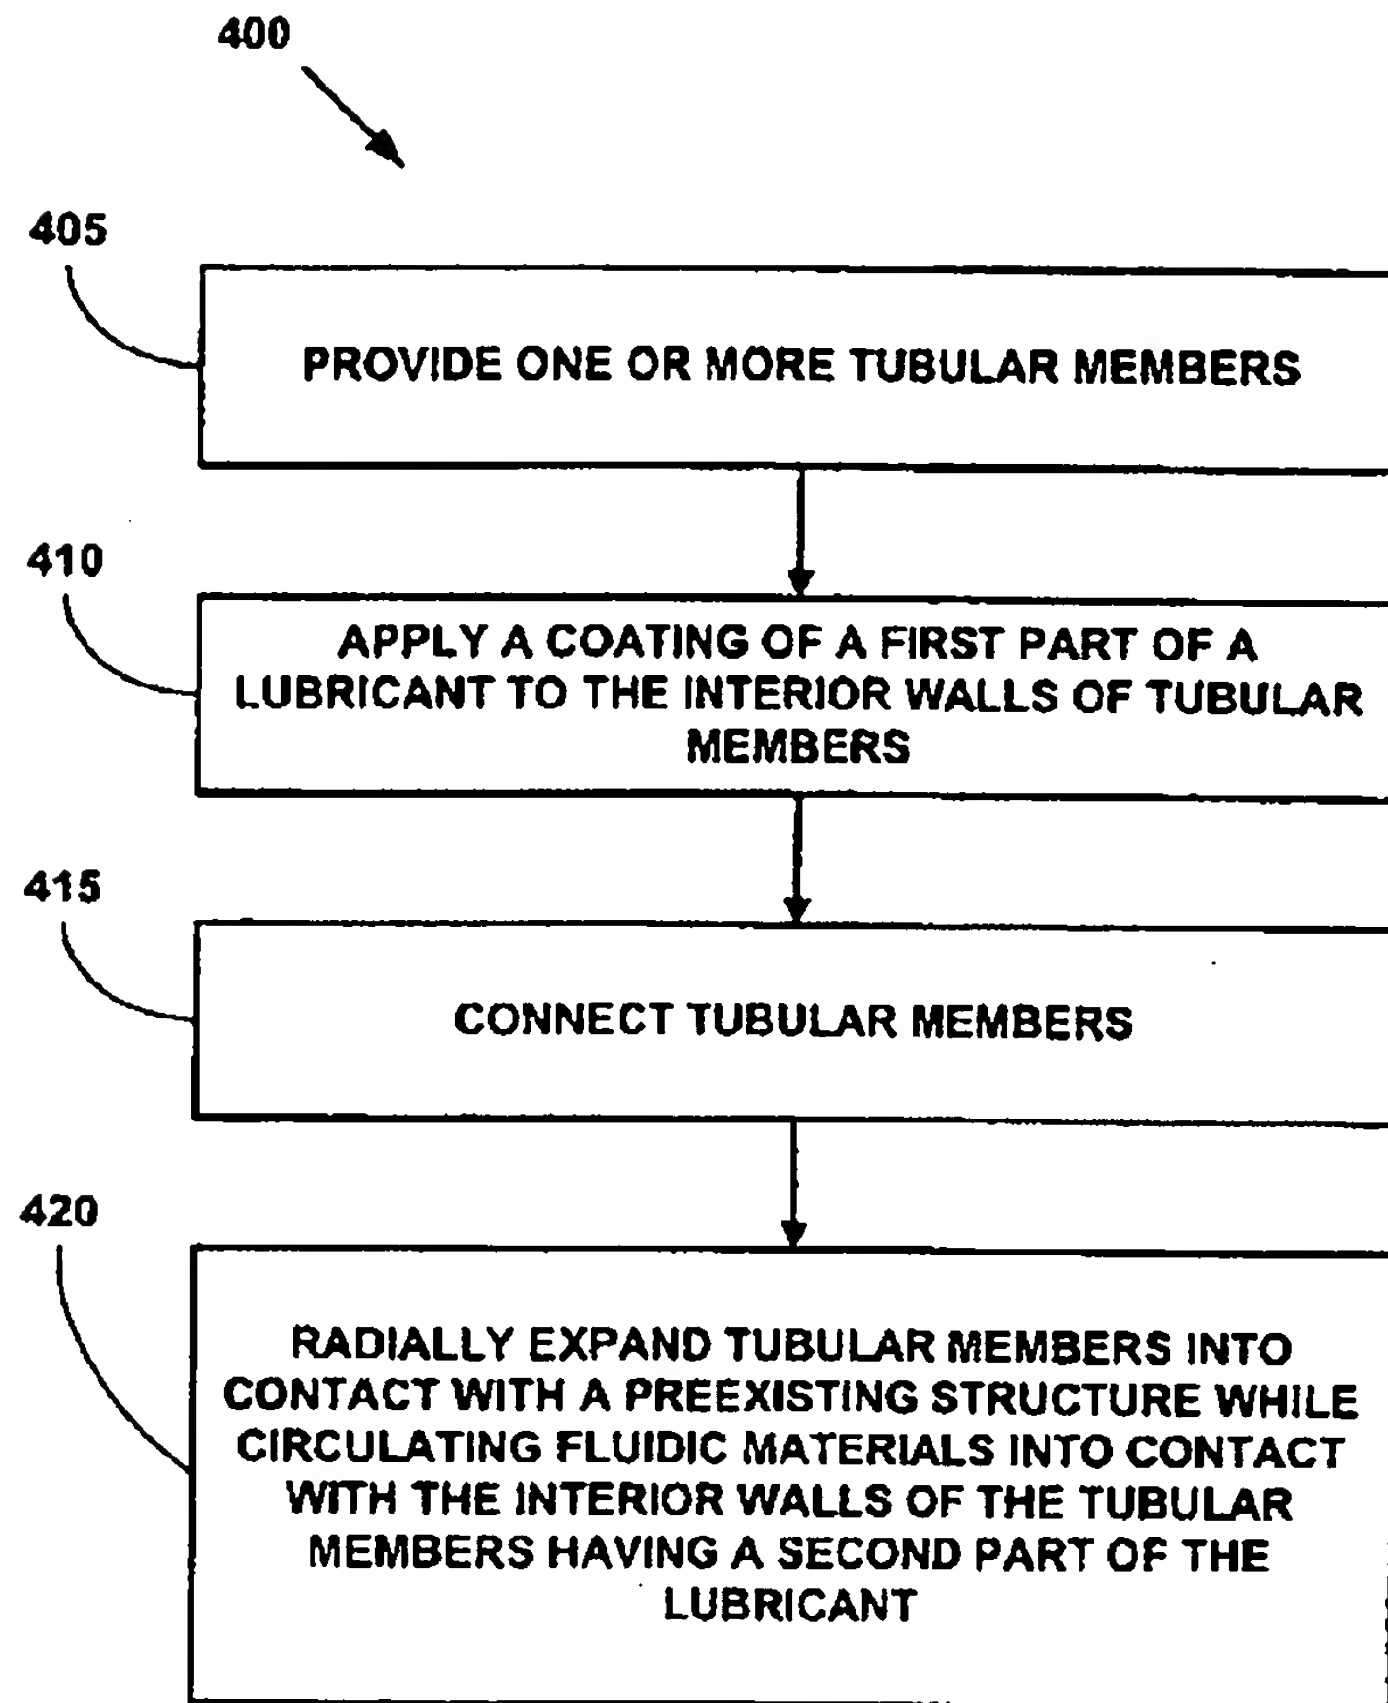 400
405
PROVIDE ONE OR MORE TUBULAR MEMBERS
410
APPLY A COATING OF A FIRST PART OF A
LUBRICANT TO THE INTERIOR WALLS OF TUBULAR
MEMBERS
415
CONNECT TUBULAR MEMBERS
420
RADIALLY EXPAND TUBULAR MEMBERS INTO
CONTACT WITH A PREEXISTING STRUCTURE WHILE
CIRCULATING FLUIDIC MATERIALS INTO CONTACT
WITH THE INTERIOR WALLS OF THE TUBULAR
MEMBERS HAVING A SECOND PART OF THE
LUBRICANT